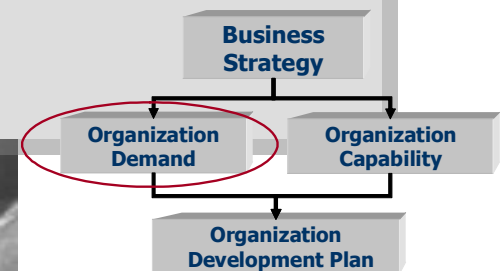 Business
Strategy
Organization
Demand
Organization
Capability
Organization
Development Plan